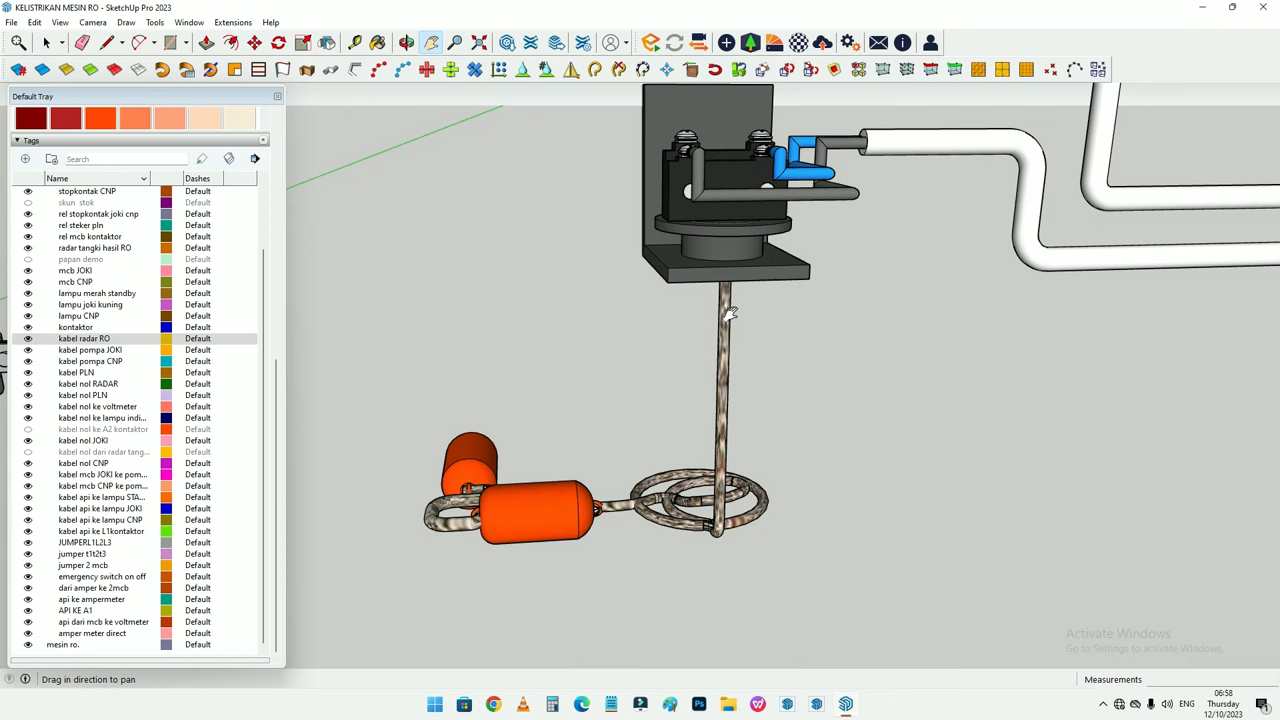 KELISTRIKAN MESIN RO - SketchUp Pro 2023
File Edit View Camera Draw Tools Window Extensions Help
Default Tray
Tags
Search
Name Dashes
stopkontak CNP Default
skun stok Default
rel stopkontak joki cnp Default
rel steker pln Default
rel mcb kontaktor Default
radar tangki hasil RO Default
papan demo Default
mcb JOKI Default
mcb CNP Default
lampu merah standby Default
lampu joki kuning Default
lampu CNP Default
kontaktor Default
kabel radar RO Default
kabel pompa JOKI Default
kabel pompa CNP Default
kabel PLN Default
kabel nol RADAR Default
kabel nol PLN Default
kabel nol ke voltmeter Default
kabel nol ke lampu indi... Default
kabel nol ke A2 kontaktor Default
kabel nol JOKI Default
kabel nol dari radar tang... Default
kabel nol CNP Default
kabel mcb JOKI ke pom... Default
kabel mcb CNP ke pom... Default
kabel api ke lampu STA... Default
kabel api ke lampu JOKI Default
kabel api ke lampu CNP Default
kabel api ke L1kontaktor Default
JUMPERL1L2L3 Default
jumper t1t2t3 Default
jumper 2 mcb Default
emergency switch on off Default
dari amper ke 2mcb Default
api ke ampermeter Default
API KE A1 Default
api dari mcb ke voltmeter Default
amper meter direct Default
mesin ro. Default
Activate Windows
Go to Settings to activate Windows.
Drag in direction to pan
Measurements
ENG
06:58
Thursday
12/10/2023